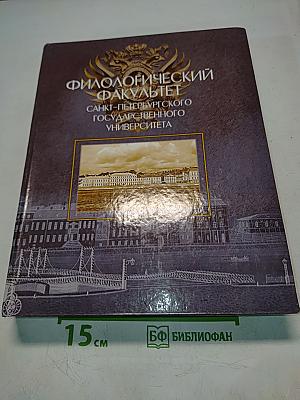 ФИЛОЛОГИЧЕСКИЙ
ФАКУЛЬТЕТ
САНКТ-ПЕТЕРБУРГСКОГО
ГОСУДАРСТВЕННОГО
УНИВЕРСИТЕТА
15 см
БФ БИБЛИОФАН